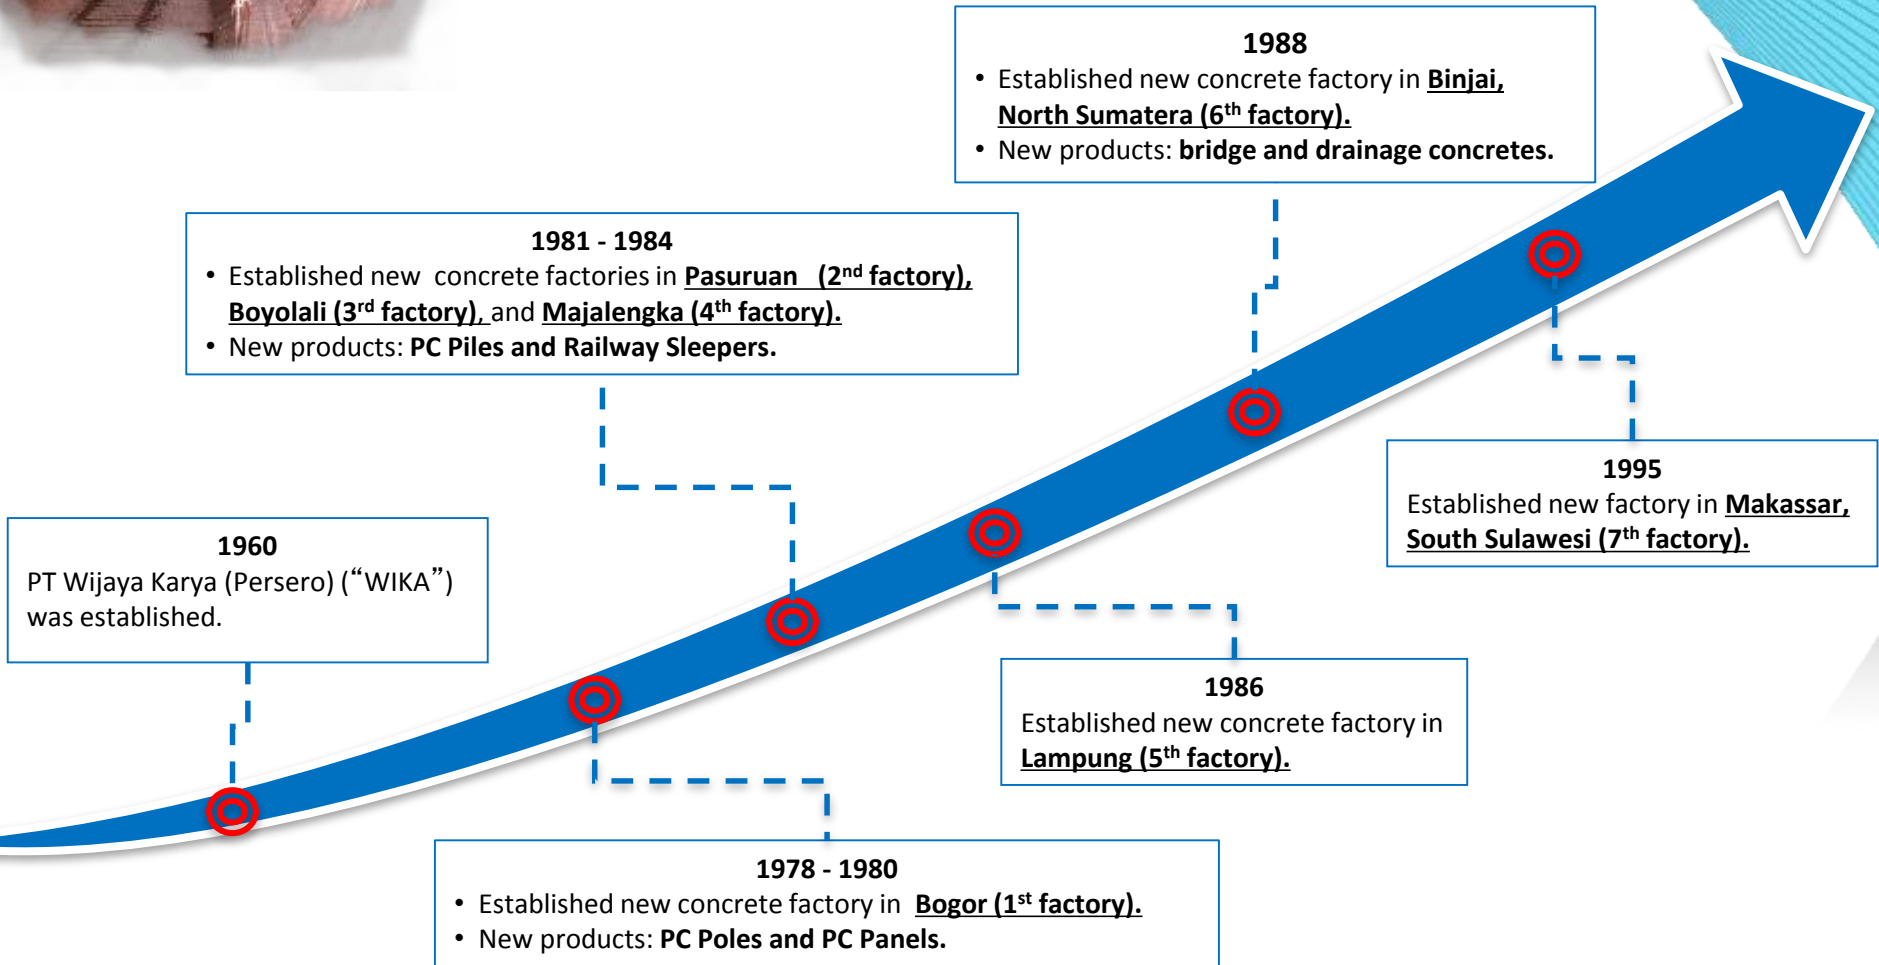 1988
• Established new concrete factory in Binjai,
North Sumatera (6th factory).
• New products: bridge and drainage concretes.
1981 - 1984
• Established new concrete factories in Pasuruan (2nd factory),
Boyolali (3rd factory), and Majalengka (4th factory).
• New products: PC Piles and Railway Sleepers.
1995
Established new factory in Makassar,
South Sulawesi (7th factory).
1960
PT Wijaya Karya (Persero) (“WIKA”)
was established.
1986
Established new concrete factory in
Lampung (5th factory).
1978 - 1980
• Established new concrete factory in Bogor (1st factory).
• New products: PC Poles and PC Panels.